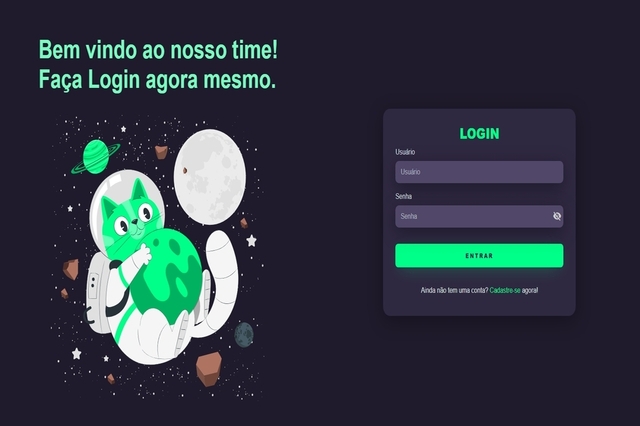 Bem vindo ao nosso time!
Faça Login agora mesmo.
LOGIN
Usuário
Usuário
Senha
Senha
ENTRAR
Ainda não tem uma conta? Cadastre-se agora!